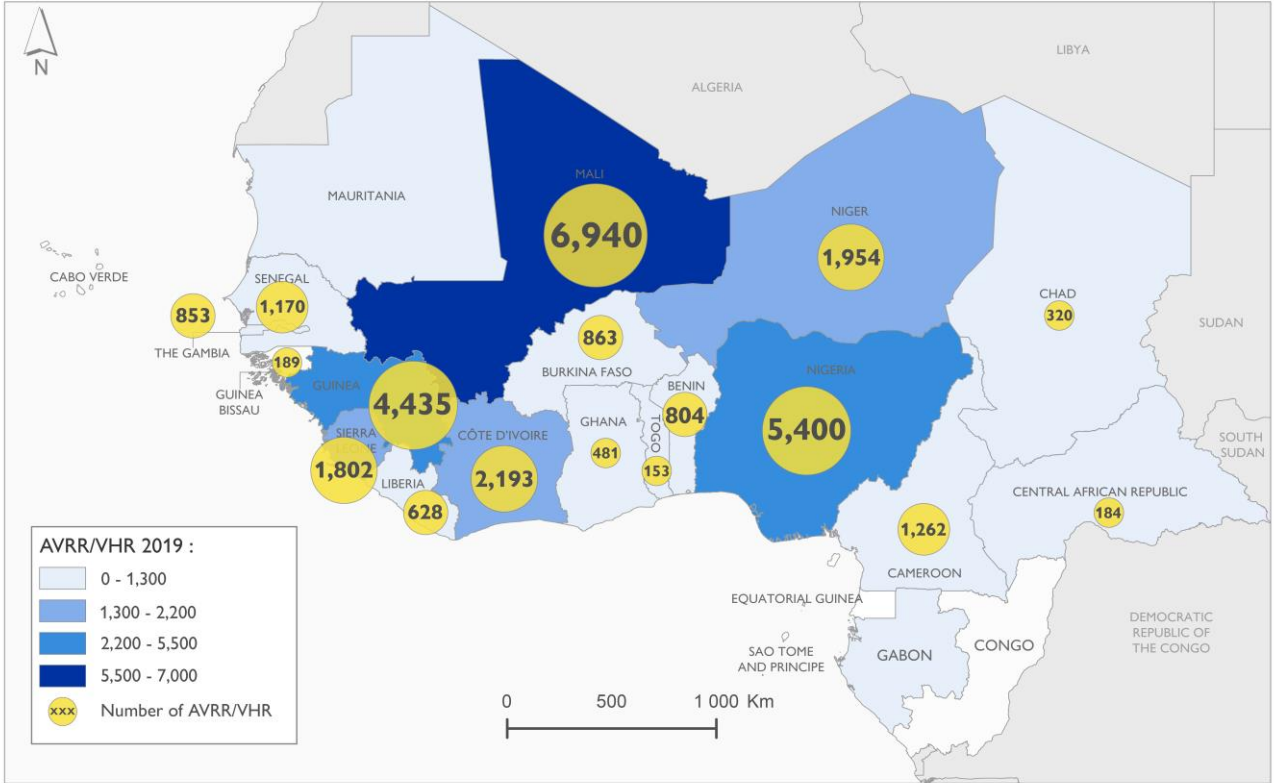 N
ALGERIA
LIBYA
MAURITANIA
MALI
6,940
NIGER
1,954
CABO VERDE
SENEGAL
1,170
853
THE GAMBIA
CHAD
320
SUDAN
189
GUINEA
BISSAU
GUINEA
4,435
863
BURKINA FASO
BENIN
804
NIGERIA
5,400
SIERRA
LEONE
1,802
CÔTE D'IVOIRE
2,193
GHANA
481
TOGO
153
LIBERIA
628
SOUTH
SUDAN
CENTRAL AFRICAN REPUBLIC
184
1,262
CAMEROON
EQUATORIAL GUINEA
SAO TOME
AND PRINCIPE
GABON
CONGO
DEMOCRATIC
REPUBLIC OF
THE CONGO
AVRR/VHR 2019 :
0 - 1,300
1,300 - 2,200
2,200 - 5,500
5,500 - 7,000
xxx Number of AVRR/VHR
0 500 1 000 Km